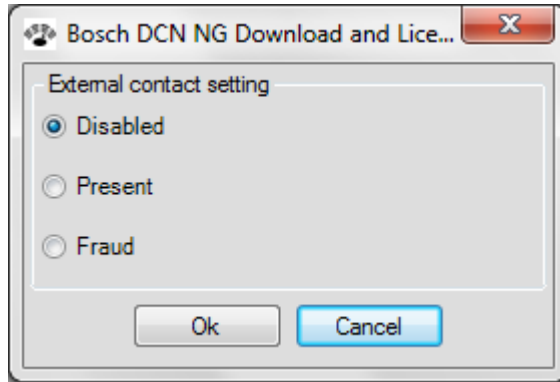 Bosch DCN NG Download and Lice...
External contact setting
Disabled
Present
Fraud
Ok
Cancel